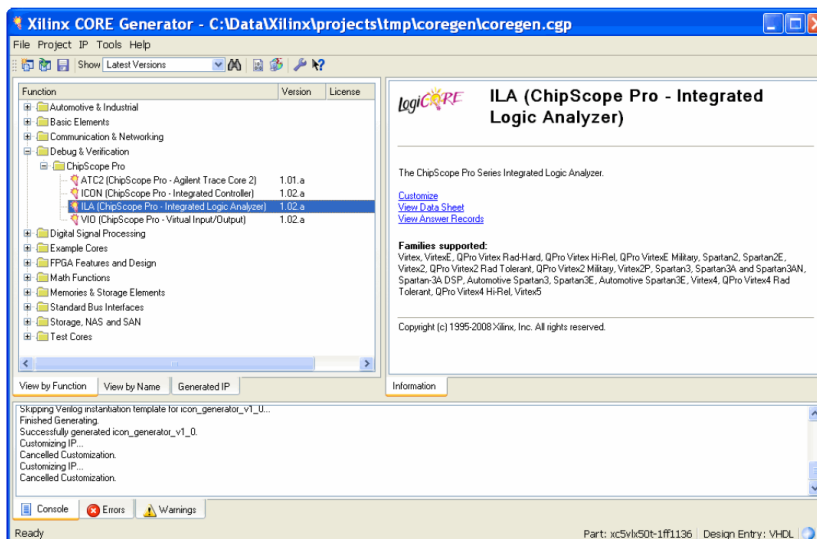 Xilinx CORE Generator - C:\Data\Xilinx\projects\tmp\coregen\coregen.cgp
File Project IP Tools Help
Show Latest Versions
Function Version License
Automotive & Industrial
Basic Elements
Communication & Networking
Debug & Verification
ChipScope Pro
ATC2 (ChipScope Pro - Agilent Trace Core 2) 1.01.a
ICON (ChipScope Pro - Integrated Controller) 1.02.a
ILA (ChipScope Pro - Integrated Logic Analyzer) 1.02.a
VIO (ChipScope Pro - Virtual Input/Output) 1.02.a
Digital Signal Processing
Example Cores
FPGA Features and Design
Math Functions
Memories & Storage Elements
Standard Bus Interfaces
Storage, NAS and SAN
Test Cores
View by Function View by Name Generated IP
LogiCORE
ILA (ChipScope Pro - Integrated
Logic Analyzer)
The ChipScope Pro Series Integrated Logic Analyzer.
Customize
View Data Sheet
View Answer Records
Families supported:
Virtex, VirtexE, QPro Virtex Rad-Hard, QPro Virtex Hi-Rel, QPro VirtexE Military, Spartan2, Spartan2E,
Virtex2, QPro Virtex2 Rad Tolerant, QPro Virtex2 Military, Virtex2P, Spartan3, Spartan3A and Spartan3AN,
Spartan-3A DSP, Automotive Spartan3, Spartan3E, Automotive Spartan3E, Virtex4, QPro Virtex4 Rad
Tolerant, QPro Virtex4 Hi-Rel, Virtex5
Copyright (c) 1995-2008 Xilinx, Inc. All rights reserved.
Information
Skipping Verilog instantiation template for icon_generator_v1_0...
Finished Generating.
Successfully generated icon_generator_v1_0.
Customizing IP...
Cancelled Customization.
Customizing IP...
Cancelled Customization.
Console Errors Warnings
Ready Part: xc5vlx50t-1ff1136 Design Entry: VHDL